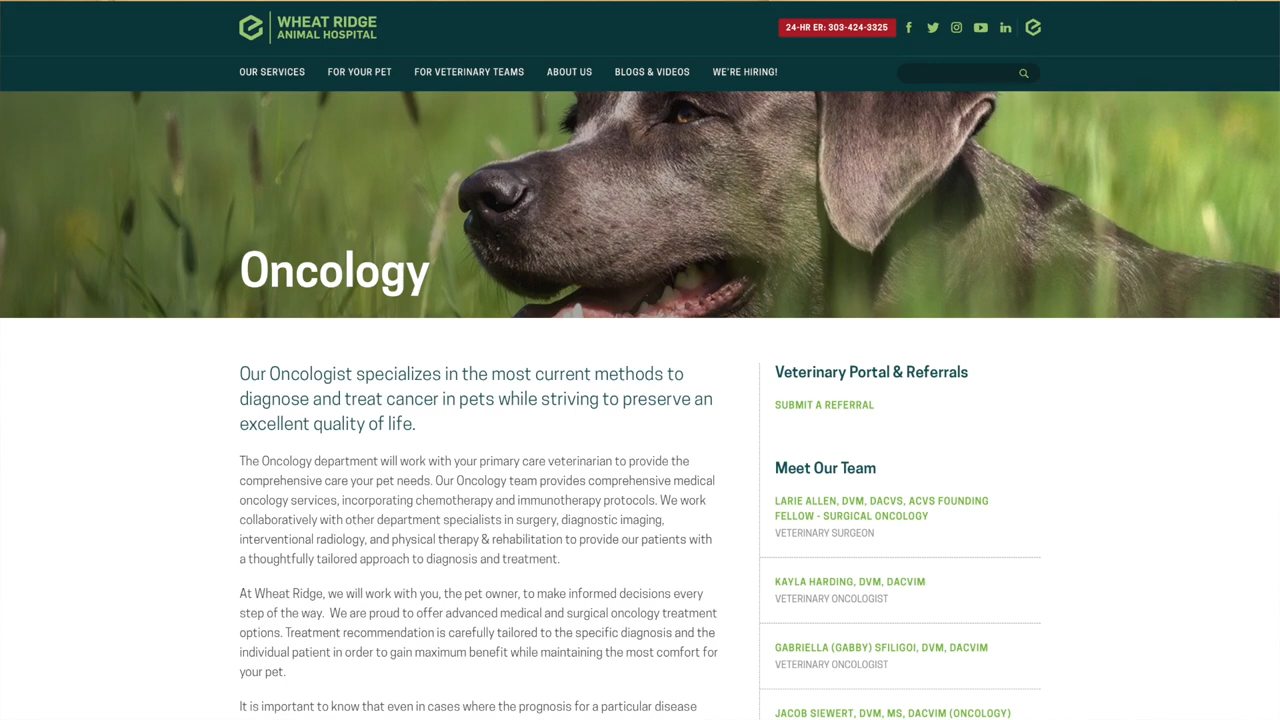 WHEAT RIDGE
ANIMAL HOSPITAL
24-HR ER: 303-424-3325
OUR SERVICES
FOR YOUR PET
FOR VETERINARY TEAMS
ABOUT US
BLOGS & VIDEOS
WE'RE HIRING!
Oncology
Our Oncologist specializes in the most current methods to
diagnose and treat cancer in pets while striving to preserve an
excellent quality of life.
The Oncology department will work with your primary care veterinarian to provide the
comprehensive care your pet needs. Our Oncology team provides comprehensive medical
oncology services, incorporating chemotherapy and immunotherapy protocols. We work
collaboratively with other department specialists in surgery, diagnostic imaging,
interventional radiology, and physical therapy & rehabilitation to provide our patients with
a thoughtfully tailored approach to diagnosis and treatment.
At Wheat Ridge, we will work with you, the pet owner, to make informed decisions every
step of the way.  We are proud to offer advanced medical and surgical oncology treatment
options. Treatment recommendation is carefully tailored to the specific diagnosis and the
individual patient in order to gain maximum benefit while maintaining the most comfort for
your pet.
It is important to know that even in cases where the prognosis for a particular disease
Veterinary Portal & Referrals
SUBMIT A REFERRAL
Meet Our Team
LARIE ALLEN, DVM, DACVS, ACVS FOUNDING
FELLOW - SURGICAL ONCOLOGY
VETERINARY SURGEON
KAYLA HARDING, DVM, DACVIM
VETERINARY ONCOLOGIST
GABRIELLA (GABBY) SFILIGOI, DVM, DACVIM
VETERINARY ONCOLOGIST
JACOB SIEWERT, DVM, MS, DACVIM (ONCOLOGY)